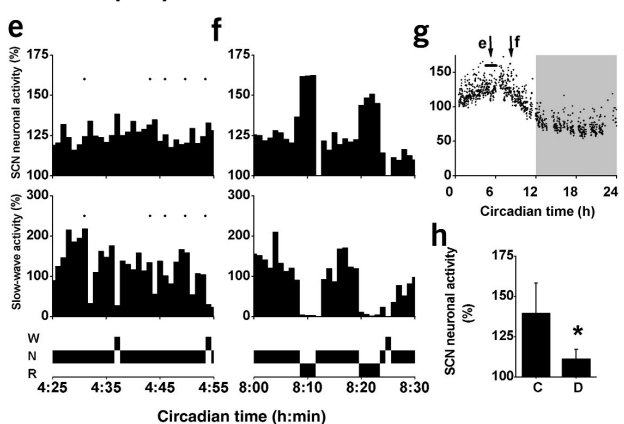 e
SCN neuronal activity (%)
175
150
125
100
Slow-wave activity (%)
300
200
100
0
W
N
R
4:25
4:35
4:45
4:55
f
175
150
125
100
300
200
100
0
8:00
8:10
8:20
8:30
Circadian time (h:min)
g
e
f
150
100
50
0
0
6
12
18
24
Circadian time (h)
h
SCN neuronal activity
(%)
175
150
125
100
*
C
D